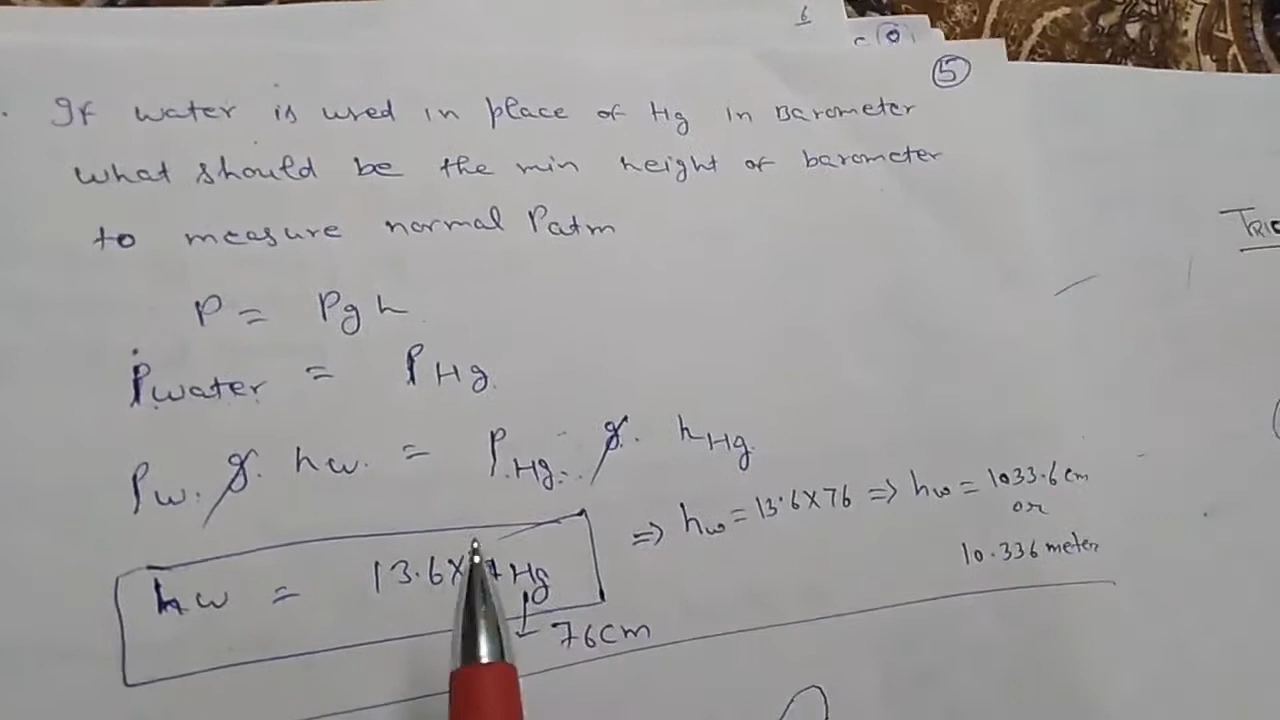 6
5
If water is used in place of Hg in Barometer
what should be the min height of barometer
to measure normal Patm
P = ρgh
Pwater = PHg
ρw. g. hw. = ρHg. g. hHg
hw = 13.6× Hg
76cm
⇒ hw = 13.6×76 ⇒ hw = 1033.6 cm
or
10.336 meter